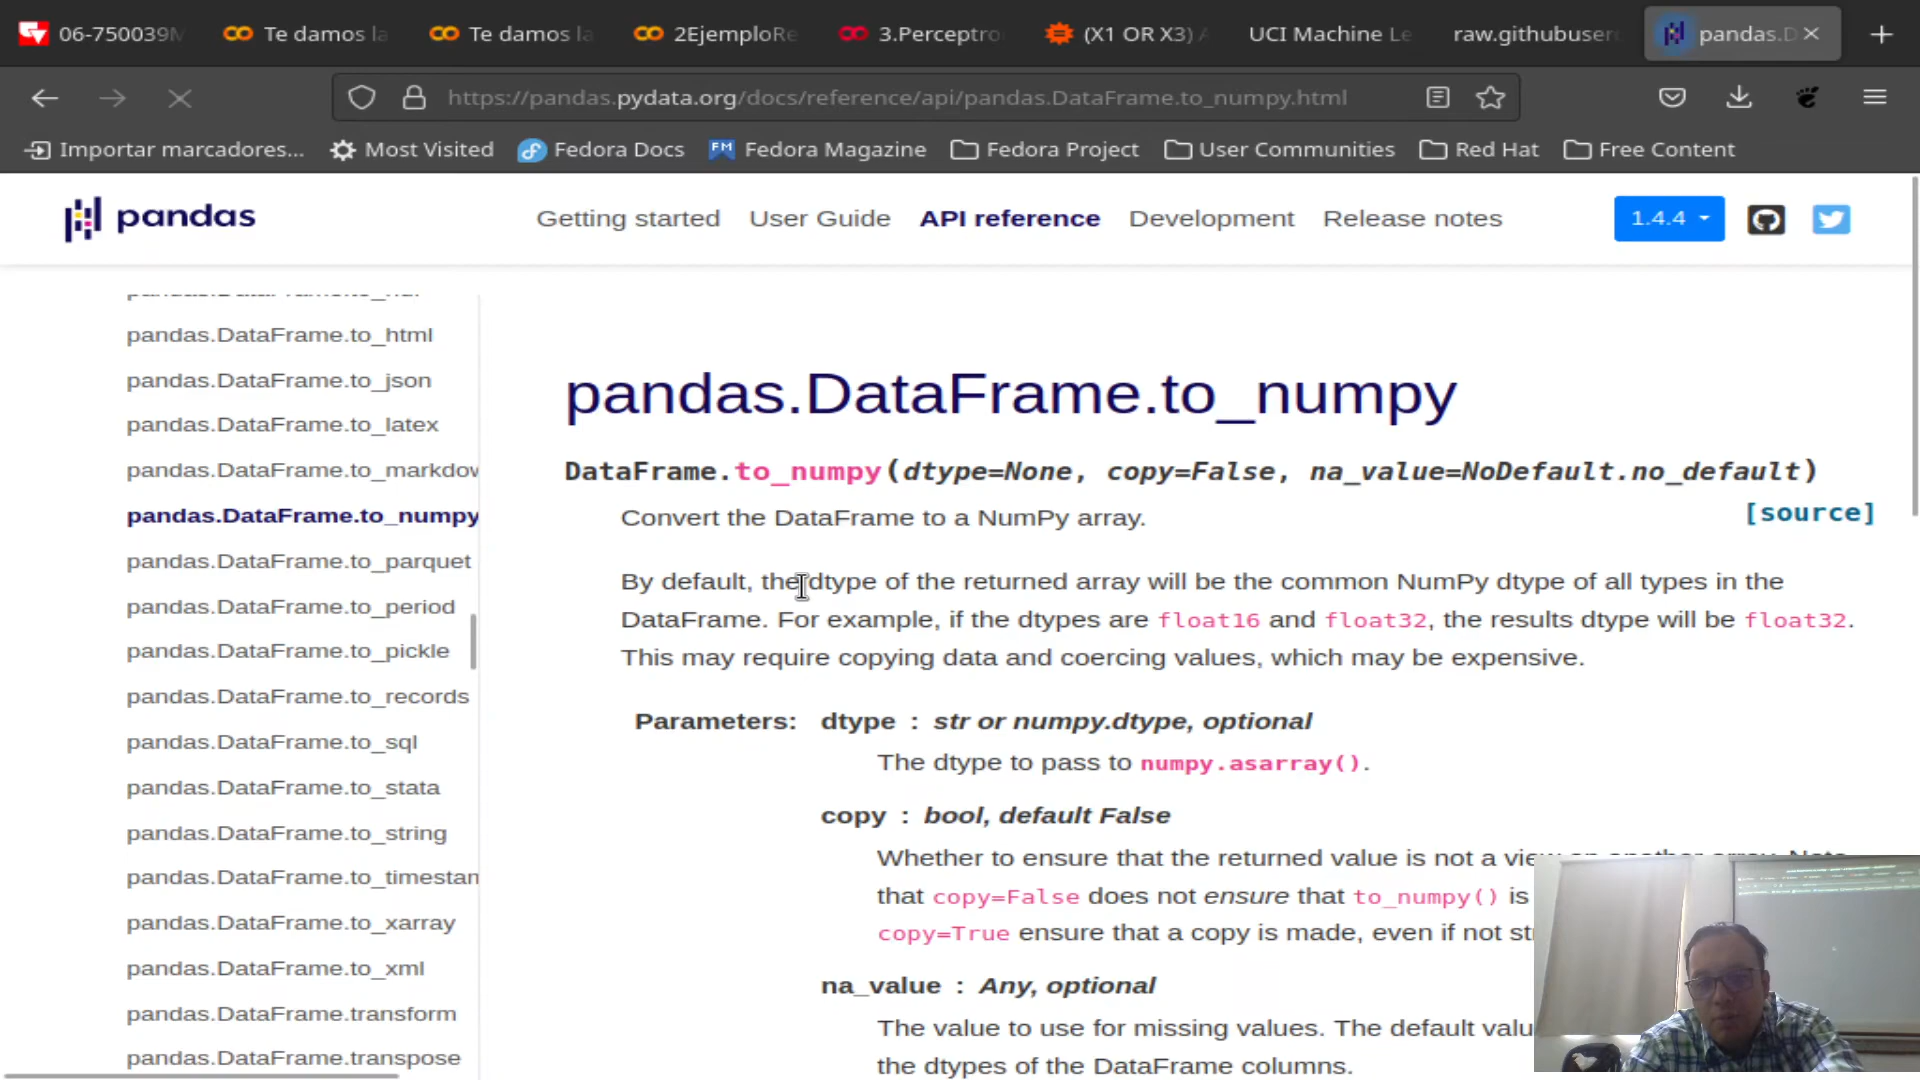 06-750039M
Te damos la
Te damos la
2EjemploRe
3.Perceptro
(X1 OR X3) A
UCI Machine Le
raw.githubuser
pandas.D
https://pandas.pydata.org/docs/reference/api/pandas.DataFrame.to_numpy.html
Importar marcadores...
Most Visited
Fedora Docs
FM Fedora Magazine
Fedora Project
User Communities
Red Hat
Free Content
pandas
Getting started
User Guide
API reference
Development
Release notes
1.4.4
pandas.DataFrame.to_html
pandas.DataFrame.to_json
pandas.DataFrame.to_latex
pandas.DataFrame.to_markdow
pandas.DataFrame.to_numpy
pandas.DataFrame.to_parquet
pandas.DataFrame.to_period
pandas.DataFrame.to_pickle
pandas.DataFrame.to_records
pandas.DataFrame.to_sql
pandas.DataFrame.to_stata
pandas.DataFrame.to_string
pandas.DataFrame.to_timestam
pandas.DataFrame.to_xarray
pandas.DataFrame.to_xml
pandas.DataFrame.transform
pandas.DataFrame.transpose
pandas.DataFrame.to_numpy
DataFrame.to_numpy(dtype=None, copy=False, na_value=NoDefault.no_default)
[source]
Convert the DataFrame to a NumPy array.
By default, the dtype of the returned array will be the common NumPy dtype of all types in the
DataFrame. For example, if the dtypes are float16 and float32, the results dtype will be float32.
This may require copying data and coercing values, which may be expensive.
Parameters: dtype : str or numpy.dtype, optional
The dtype to pass to numpy.asarray().
copy : bool, default False
Whether to ensure that the returned value is not a view on another array. Note
that copy=False does not ensure that to_numpy() is
copy=True ensure that a copy is made, even if not st
na_value : Any, optional
The value to use for missing values. The default valu
the dtypes of the DataFrame columns.